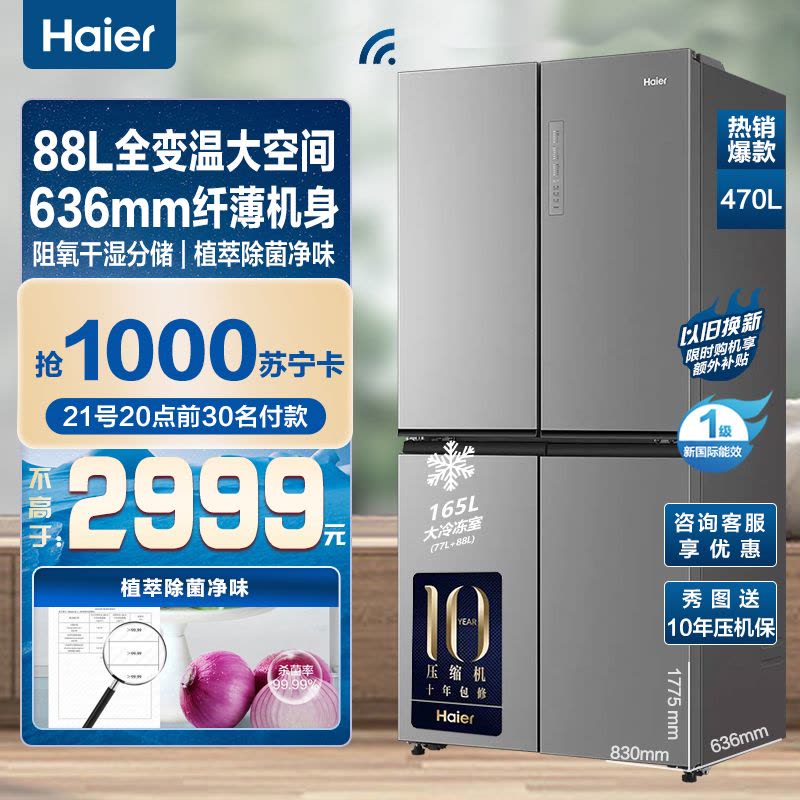 Haier
88L全变温大空间
636mm纤薄机身
阻氧干湿分储 | 植萃除菌净味
抢1000苏宁卡
21号20点前30名付款
不高于:2999元
植萃除菌净味
>99.99
>99.99
>99.99
杀菌率
99.99%
Haier
热销
爆款
470L
以旧换新
限时购机享
额外补贴
1级
新国际能效
165L
大冷冻室
(77L+88L)
咨询客服
享优惠
秀图送
10年压机保
10
YEAR
压缩机
十年包修
Haier
1775mm
830mm
636mm